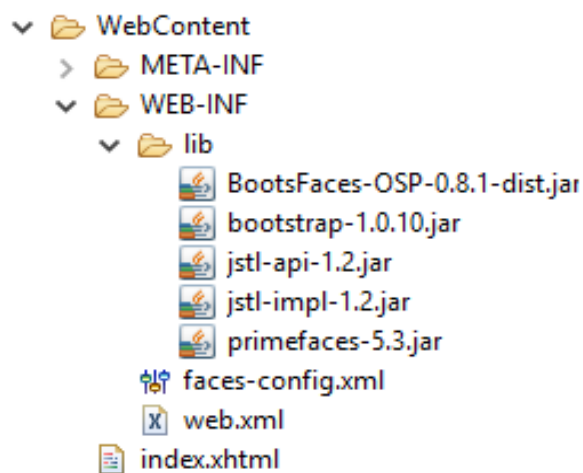 WebContent
META-INF
WEB-INF
lib
BootsFaces-OSP-0.8.1-dist.jar
bootstrap-1.0.10.jar
jstl-api-1.2.jar
jstl-impl-1.2.jar
primefaces-5.3.jar
faces-config.xml
web.xml
index.xhtml